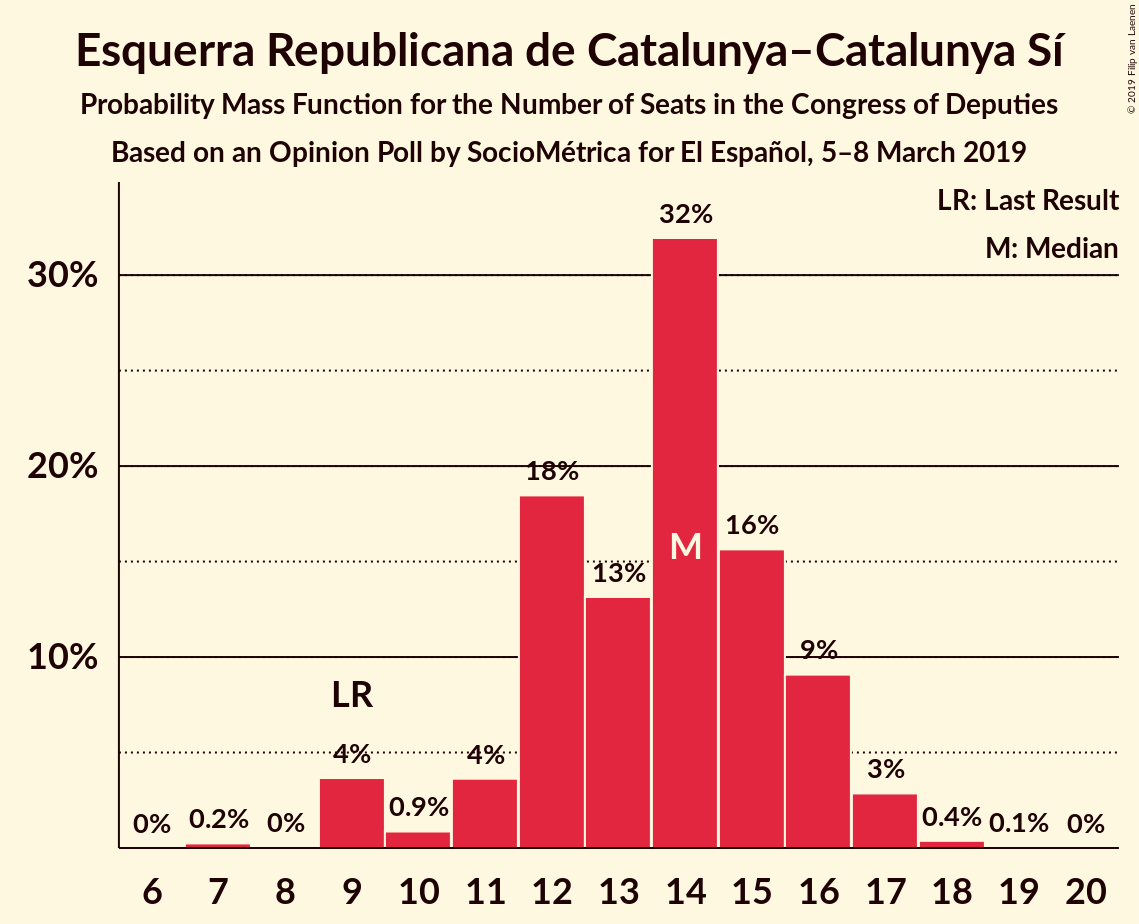 Esquerra Republicana de Catalunya–Catalunya Sí
Probability Mass Function for the Number of Seats in the Congress of Deputies
Based on an Opinion Poll by SocioMétrica for El Español, 5–8 March 2019
© 2019 Filip van Laenen
LR: Last Result
M: Median
30%
20%
10%
0%
0.2%
0%
LR
4%
0.9%
4%
18%
13%
32%
M
16%
9%
3%
0.4%
0.1%
0%
6 7 8 9 10 11 12 13 14 15 16 17 18 19 20